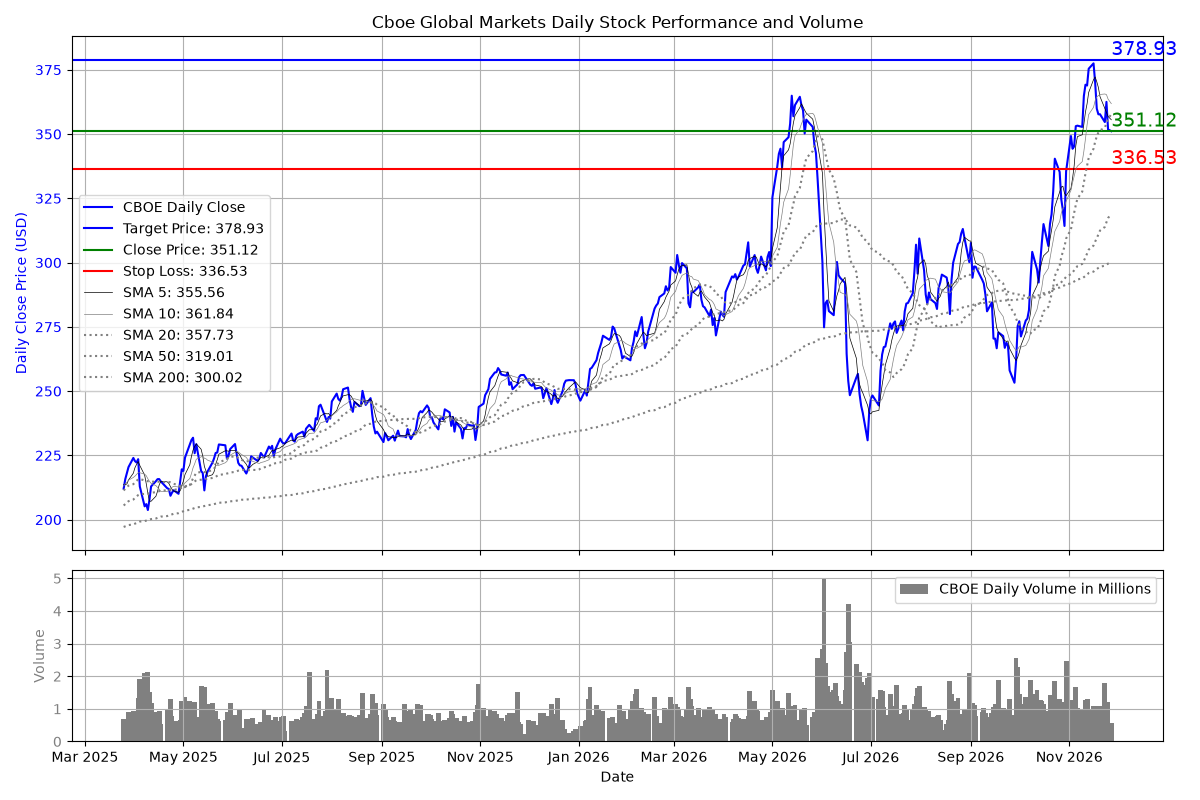 Cboe Global Markets Daily Stock Performance and Volume
378.93
351.12
336.53
375
350
325
300
275
250
225
200
Daily Close Price (USD)
CBOE Daily Close
Target Price: 378.93
Close Price: 351.12
Stop Loss: 336.53
SMA 5: 355.56
SMA 10: 361.84
SMA 20: 357.73
SMA 50: 319.01
SMA 200: 300.02
5
4
3
2
1
0
Volume
CBOE Daily Volume in Millions
Mar 2025 May 2025 Jul 2025 Sep 2025 Nov 2025 Jan 2026 Mar 2026 May 2026 Jul 2026 Sep 2026 Nov 2026
Date